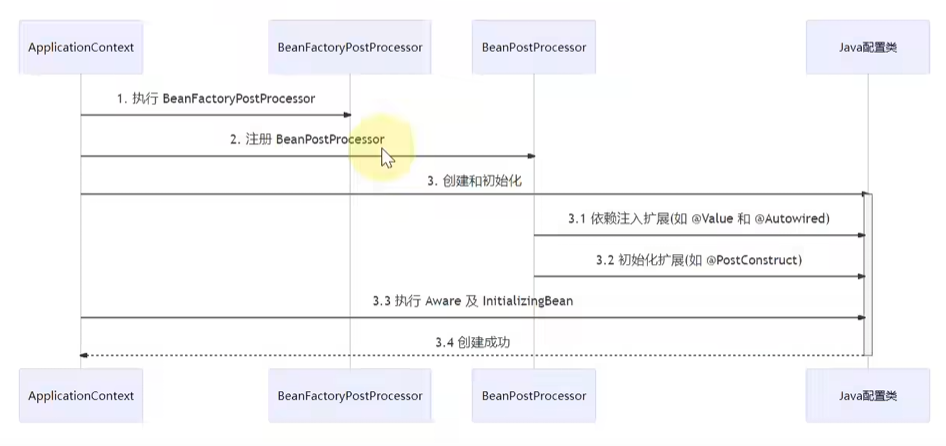 ApplicationContext
BeanFactoryPostProcessor
BeanPostProcessor
Java配置类
1. 执行 BeanFactoryPostProcessor
2. 注册 BeanPostProcessor
3. 创建和初始化
3.1 依赖注入扩展(如 @Value 和 @Autowired)
3.2 初始化扩展(如 @PostConstruct)
3.3 执行 Aware 及 InitializingBean
3.4 创建成功
ApplicationContext
BeanFactoryPostProcessor
BeanPostProcessor
Java配置类